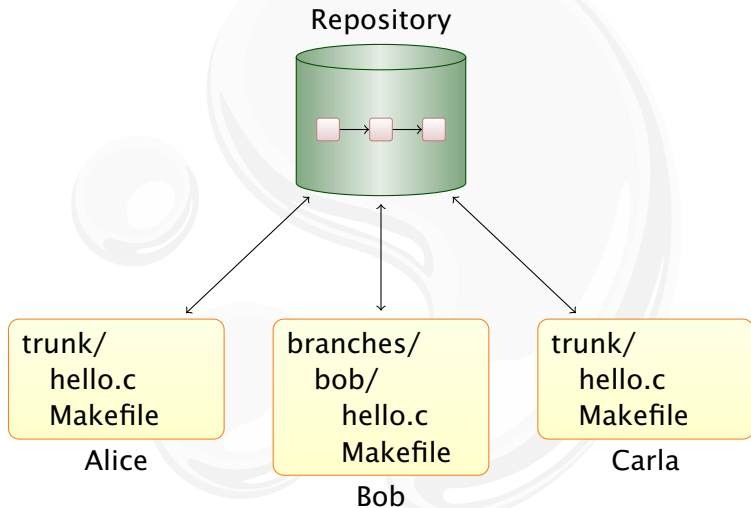 Repository
trunk/
hello.c
Makefile
Alice
branches/
bob/
hello.c
Makefile
Bob
trunk/
hello.c
Makefile
Carla